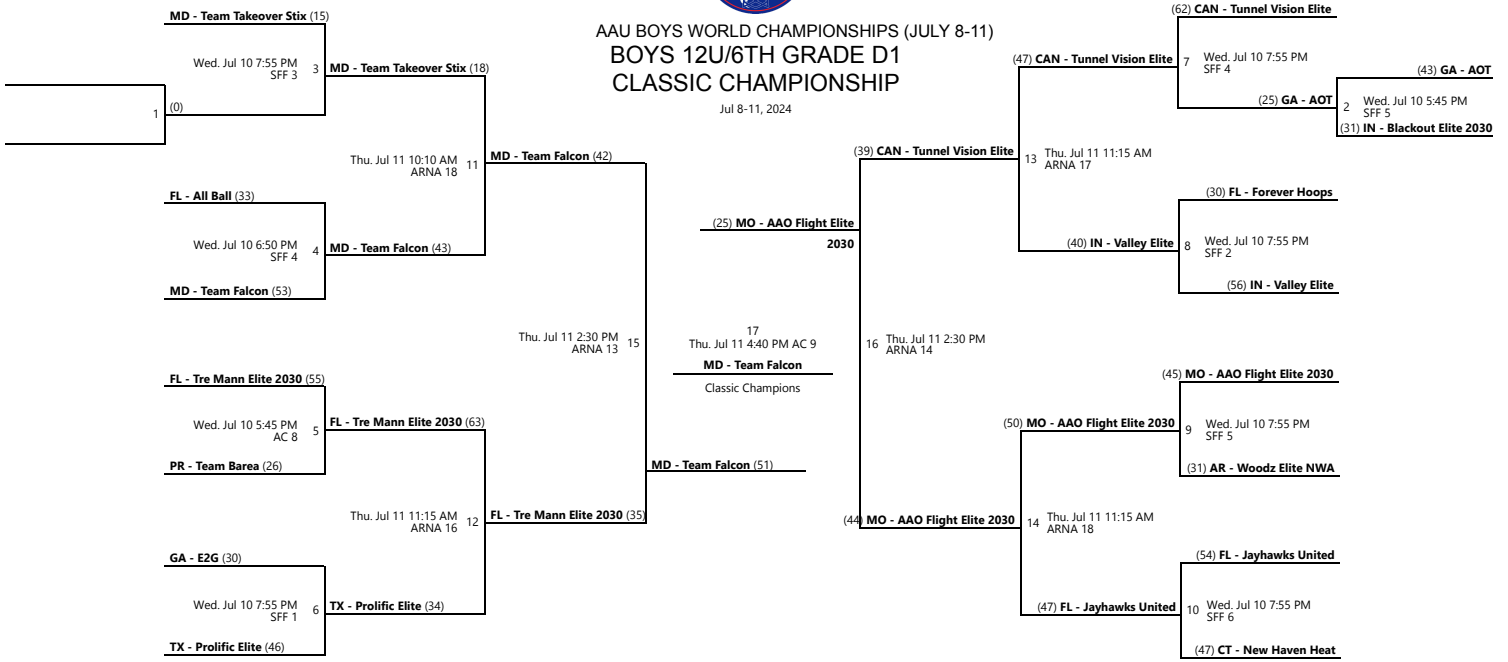 AAU BOYS WORLD CHAMPIONSHIPS (JULY 8-11)
BOYS 12U/6TH GRADE D1
CLASSIC CHAMPIONSHIP
Jul 8-11, 2024
MD - Team Takeover Stix (15)
Wed. Jul 10 7:55 PM
SFF 3
3
MD - Team Takeover Stix (18)
1
(0)
Thu. Jul 11 10:10 AM
ARNA 18
11
MD - Team Falcon (42)
FL - All Ball (33)
Wed. Jul 10 6:50 PM
SFF 4
4
MD - Team Falcon (43)
MD - Team Falcon (53)
Thu. Jul 11 2:30 PM
ARNA 13
15
FL - Tre Mann Elite 2030 (55)
Wed. Jul 10 5:45 PM
AC 8
5
FL - Tre Mann Elite 2030 (63)
PR - Team Barea (26)
MD - Team Falcon (51)
Thu. Jul 11 11:15 AM
ARNA 16
12
FL - Tre Mann Elite 2030 (35)
GA - E2G (30)
Wed. Jul 10 7:55 PM
SFF 1
6
TX - Prolific Elite (34)
TX - Prolific Elite (46)
(25) MO - AAO Flight Elite
2030
17
Thu. Jul 11 4:40 PM AC 9
MD - Team Falcon
Classic Champions
(62) CAN - Tunnel Vision Elite
(47) CAN - Tunnel Vision Elite
7
Wed. Jul 10 7:55 PM
SFF 4
(43) GA - AOT
(25) GA - AOT
2
Wed. Jul 10 5:45 PM
SFF 5
(31) IN - Blackout Elite 2030
(39) CAN - Tunnel Vision Elite
13
Thu. Jul 11 11:15 AM
ARNA 17
(30) FL - Forever Hoops
(40) IN - Valley Elite
8
Wed. Jul 10 7:55 PM
SFF 2
(56) IN - Valley Elite
16
Thu. Jul 11 2:30 PM
ARNA 14
(45) MO - AAO Flight Elite 2030
(50) MO - AAO Flight Elite 2030
9
Wed. Jul 10 7:55 PM
SFF 5
(31) AR - Woodz Elite NWA
(44) MO - AAO Flight Elite 2030
14
Thu. Jul 11 11:15 AM
ARNA 18
(54) FL - Jayhawks United
(47) FL - Jayhawks United
10
Wed. Jul 10 7:55 PM
SFF 6
(47) CT - New Haven Heat